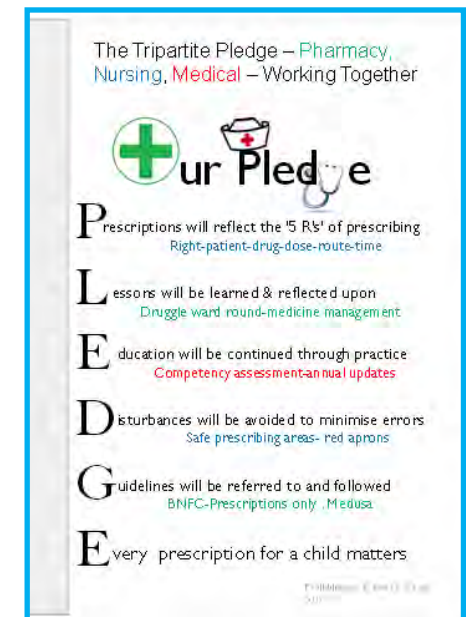 The Tripartite Pledge – Pharmacy,
Nursing, Medical – Working Together
ur Pledge
Prescriptions will reflect the '5 R's' of prescribing
Right-patient-drug-dose-route-time
Lessons will be learned & reflected upon
Druggle ward round-medicine management
Education will be continued through practice
Competency assessment-annual updates
Disturbances will be avoided to minimise errors
Safe prescribing areas- red aprons
Guidelines will be referred to and followed
BNFC-Prescriptions only . Medusa
Every prescription for a child matters